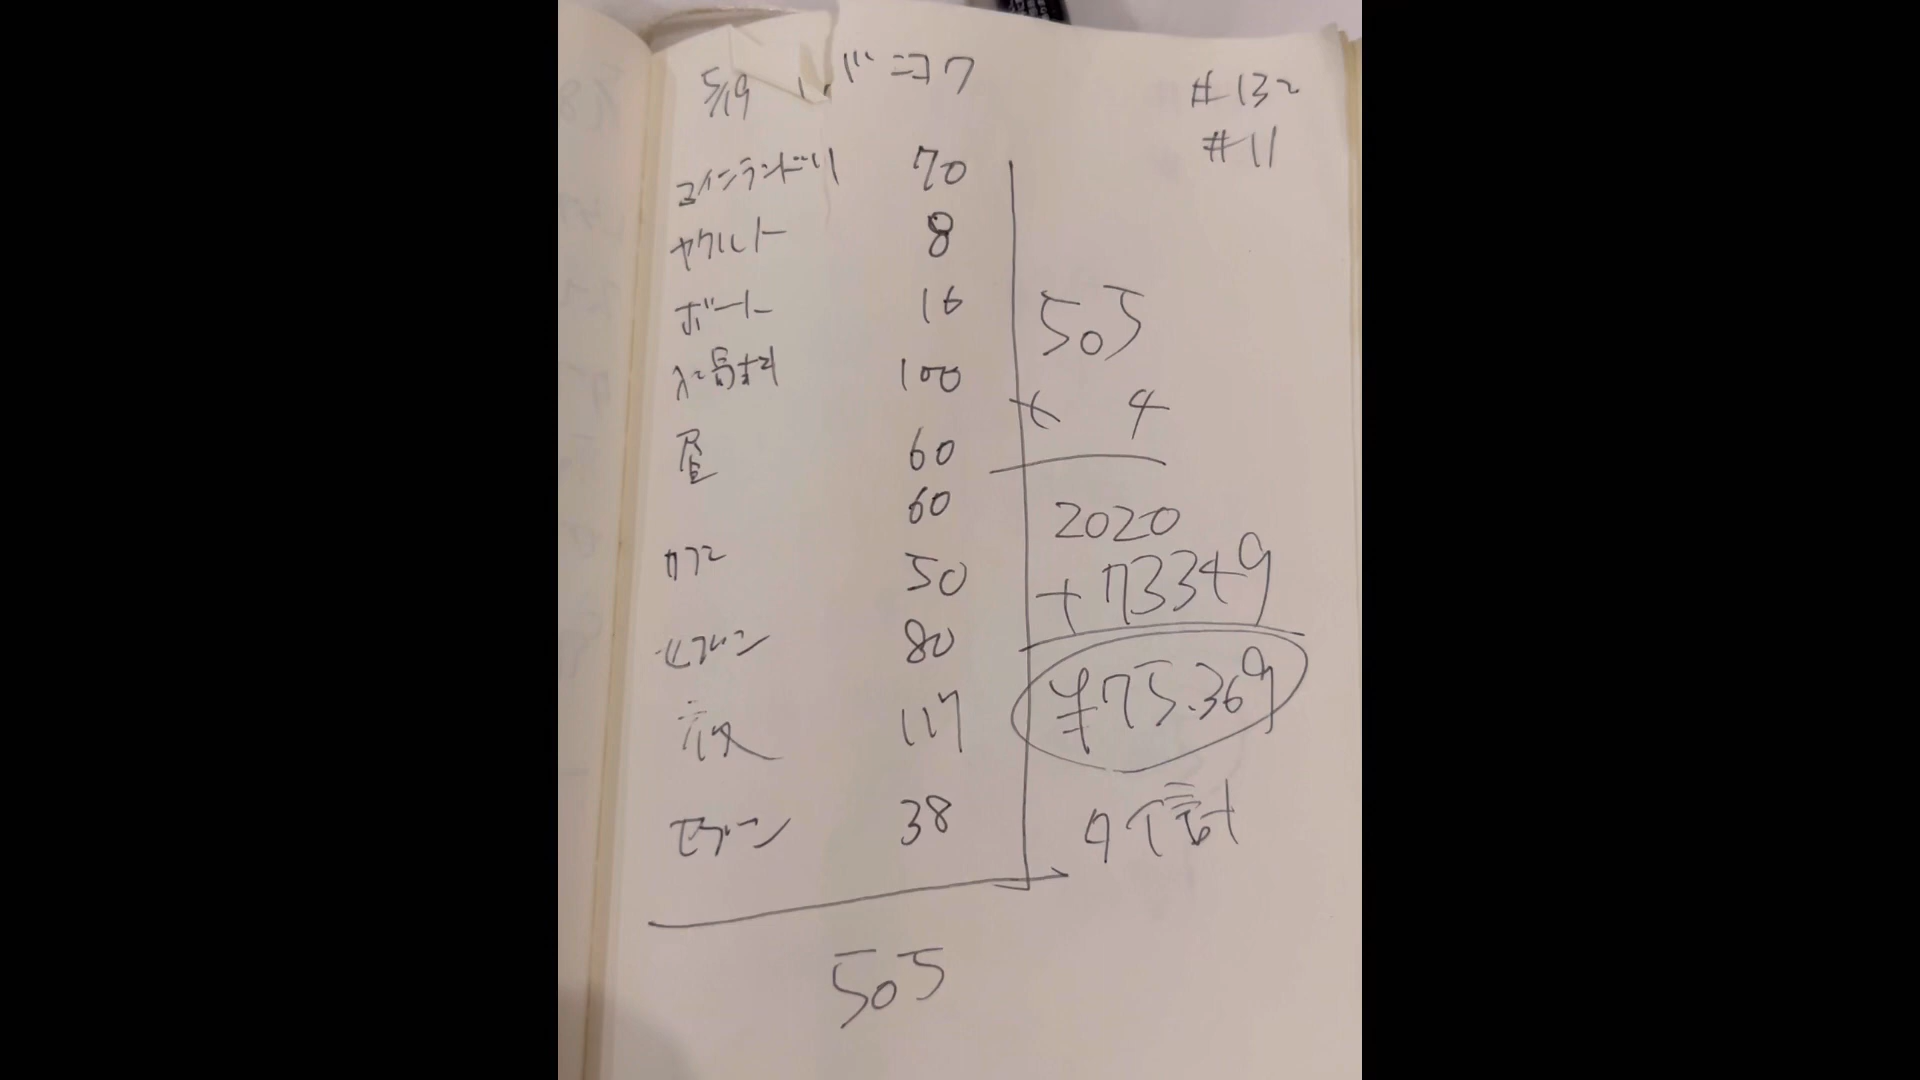 5/19 バンコク
#132
#11
コインランドリ 70
ヤクルト 8
ボート 16
入場料 100
昼 60
60
カフェ 50
セブン 80
夜 117
セブン 38
505
505
× 4
2020
+73349
¥75.369
計